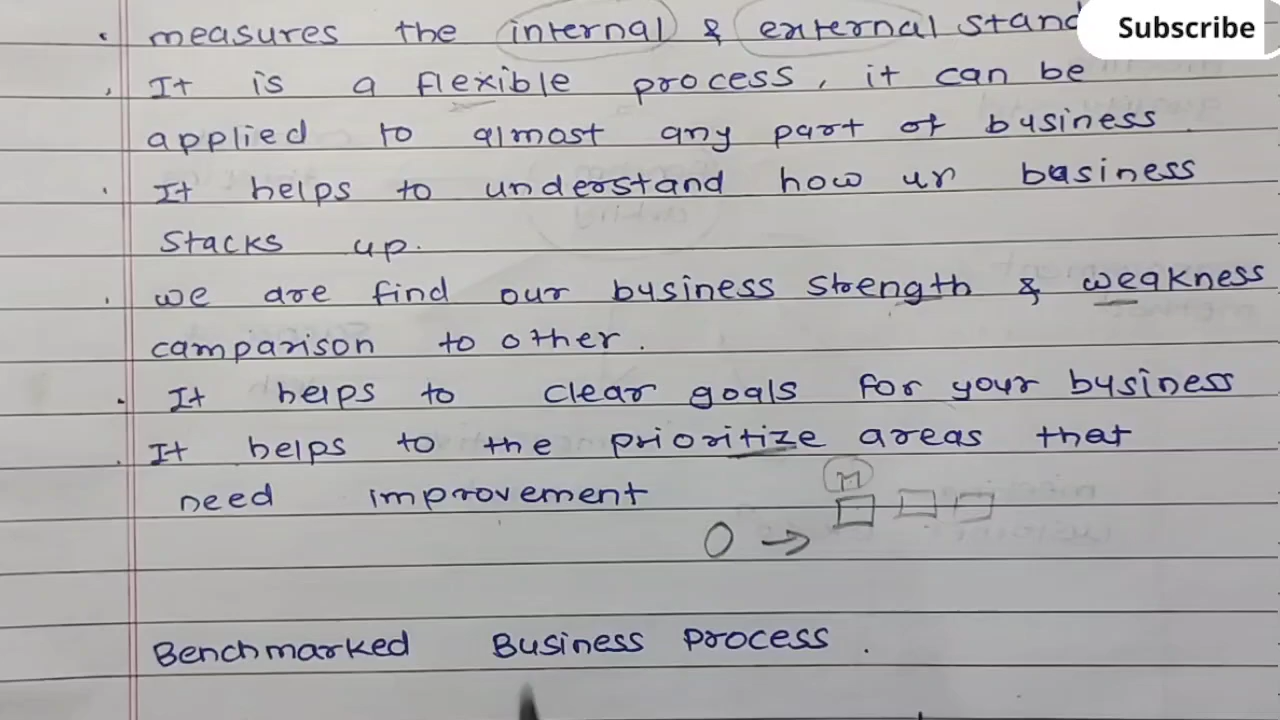 measures the internal & external stand
Subscribe
It is a flexible process, it can be
applied to almost any part of business.
It helps to understand how ur business
stacks up.
we are find our business strength & weakness
camparison to other.
It helps to clear goals for your business
It helps to the prioritize areas that
need improvement
M
O →
Benchmarked Business process.